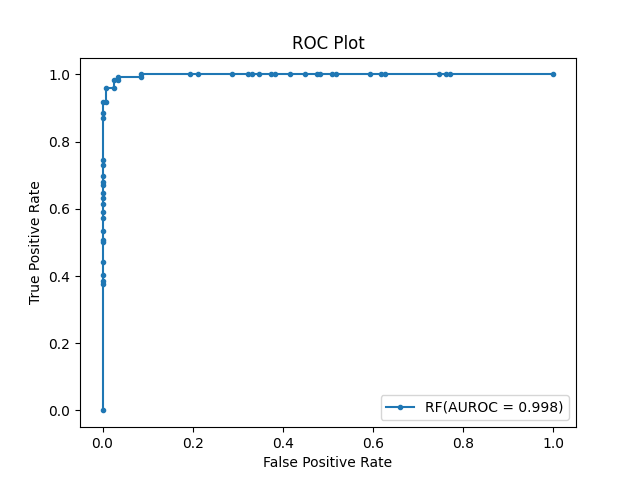 ROC Plot
True Positive Rate
1.0
0.8
0.6
0.4
0.2
0.0
RF(AUROC = 0.998)
0.0 0.2 0.4 0.6 0.8 1.0
False Positive Rate